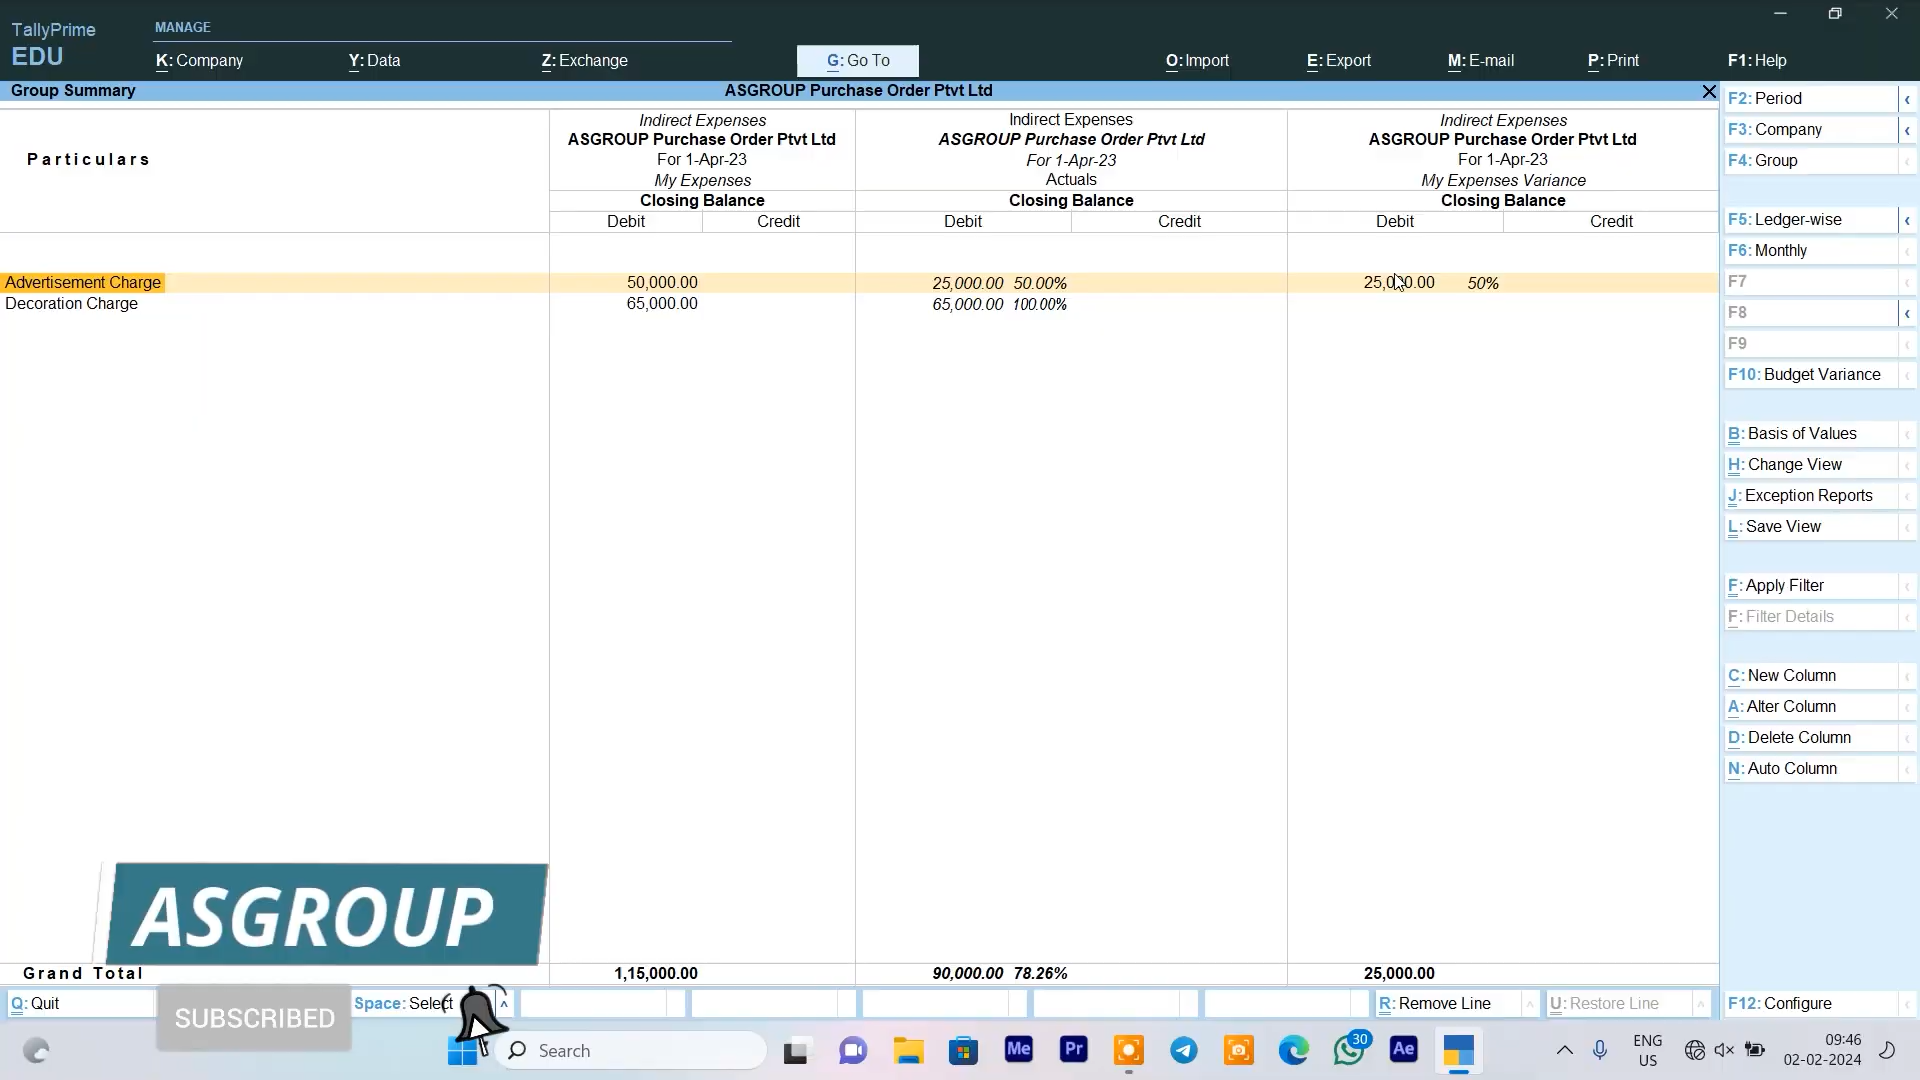 TallyPrime
EDU
MANAGE
K: Company
Y: Data
Z: Exchange
G: Go To
O: Import
E: Export
M: E-mail
P: Print
F1: Help
Group Summary
ASGROUP Purchase Order Ptvt Ltd
Particulars
Indirect Expenses
ASGROUP Purchase Order Ptvt Ltd
For 1-Apr-23
My Expenses
Closing Balance
Debit Credit
Indirect Expenses
ASGROUP Purchase Order Ptvt Ltd
For 1-Apr-23
Actuals
Closing Balance
Debit Credit
Indirect Expenses
ASGROUP Purchase Order Ptvt Ltd
For 1-Apr-23
My Expenses Variance
Closing Balance
Debit Credit
Advertisement Charge 50,000.00 25,000.00 50.00% 25,000.00 50%
Decoration Charge 65,000.00 65,000.00 100.00%
Grand Total 1,15,000.00 90,000.00 78.26% 25,000.00
F2: Period
F3: Company
F4: Group
F5: Ledger-wise
F6: Monthly
F7
F8
F9
F10: Budget Variance
B: Basis of Values
H: Change View
J: Exception Reports
L: Save View
F: Apply Filter
F: Filter Details
C: New Column
A: Alter Column
D: Delete Column
N: Auto Column
F12: Configure
ASGROUP
Q: Quit
Space: Select
R: Remove Line
U: Restore Line
SUBSCRIBED
Search
Me
Pr
30
Ae
ENG
US
09:46
02-02-2024